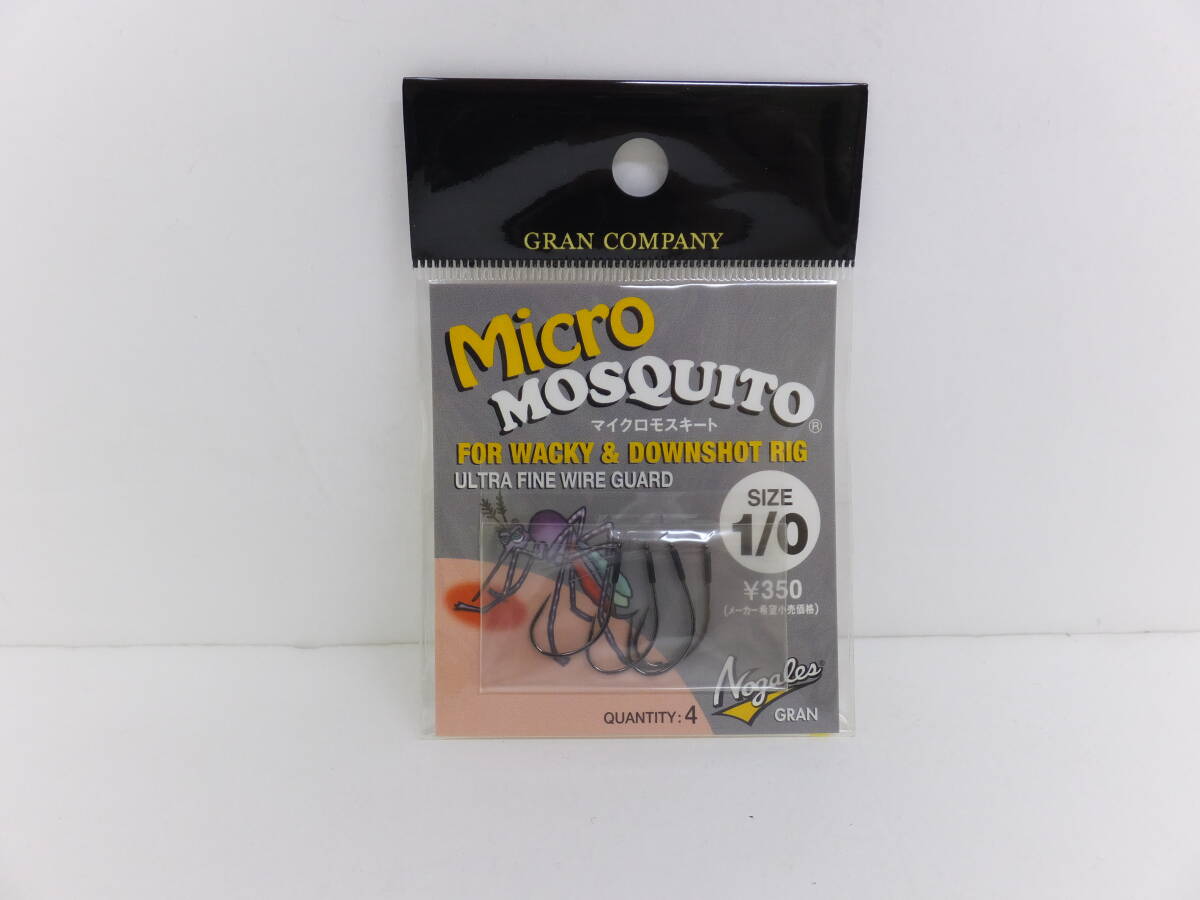 GRAN COMPANY
Micro
MOSQUITO®
マイクロモスキート
FOR WACKY & DOWNSHOT RIG
ULTRA FINE WIRE GUARD
SIZE
1/0
¥350
(メーカー希望小売価格)
Nogales®
GRAN
QUANTITY: 4